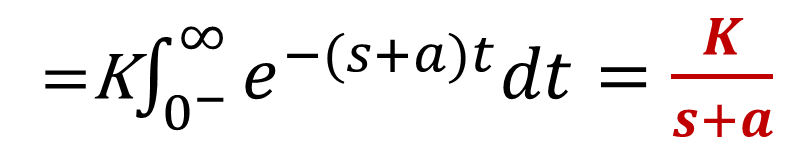 =K∫₀₋^∞ e^−(s+a)t dt = K/(s+a)